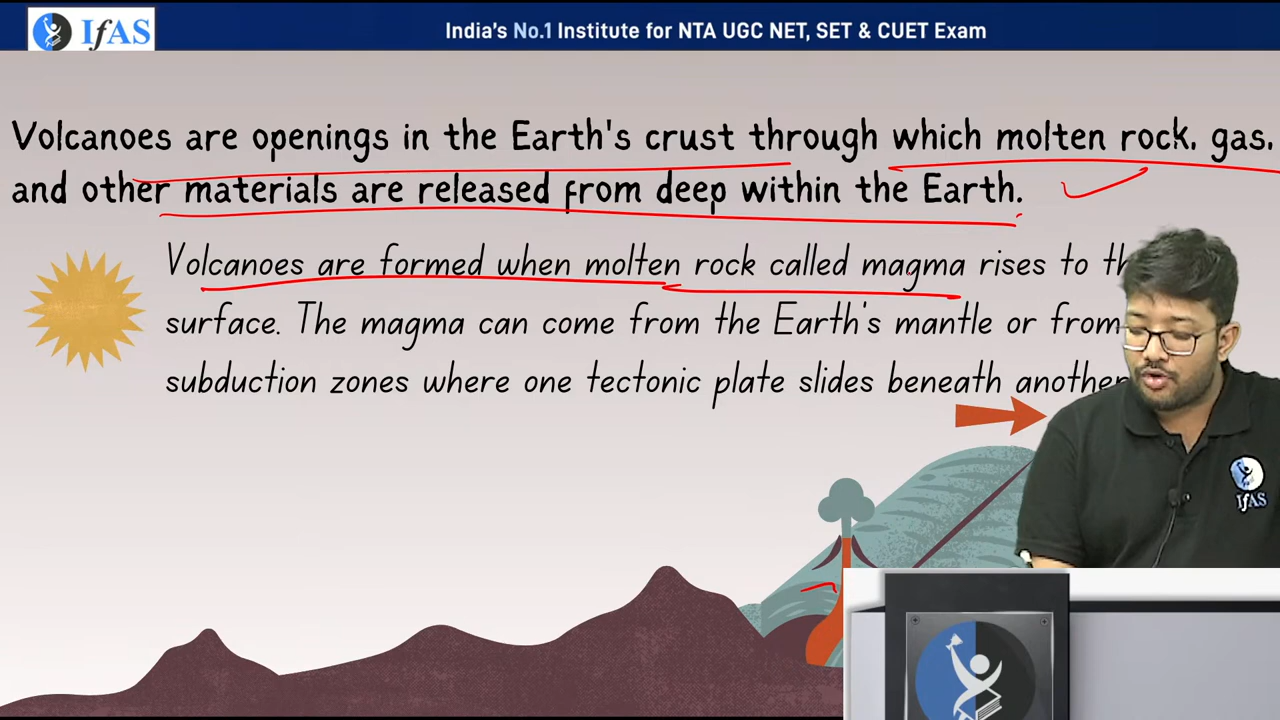 IfAS
India's No.1 Institute for NTA UGC NET, SET & CUET Exam
Volcanoes are openings in the Earth's crust through which molten rock, gas,
and other materials are released from deep within the Earth.
Volcanoes are formed when molten rock called magma rises to
surface. The magma can come from the Earth's mantle or from
subduction zones where one tectonic plate slides beneath another
IfAS